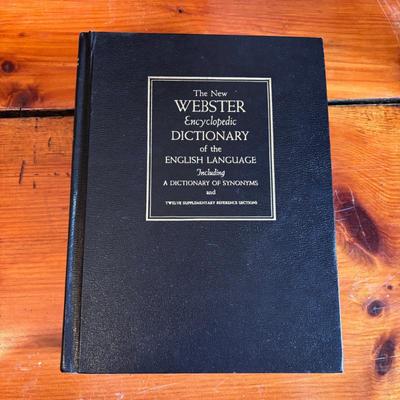 The New
WEBSTER
Encyclopedic
DICTIONARY
of the
ENGLISH LANGUAGE
Including
A DICTIONARY OF SYNONYMS
and
TWELVE SUPPLEMENTARY REFERENCE SECTIONS